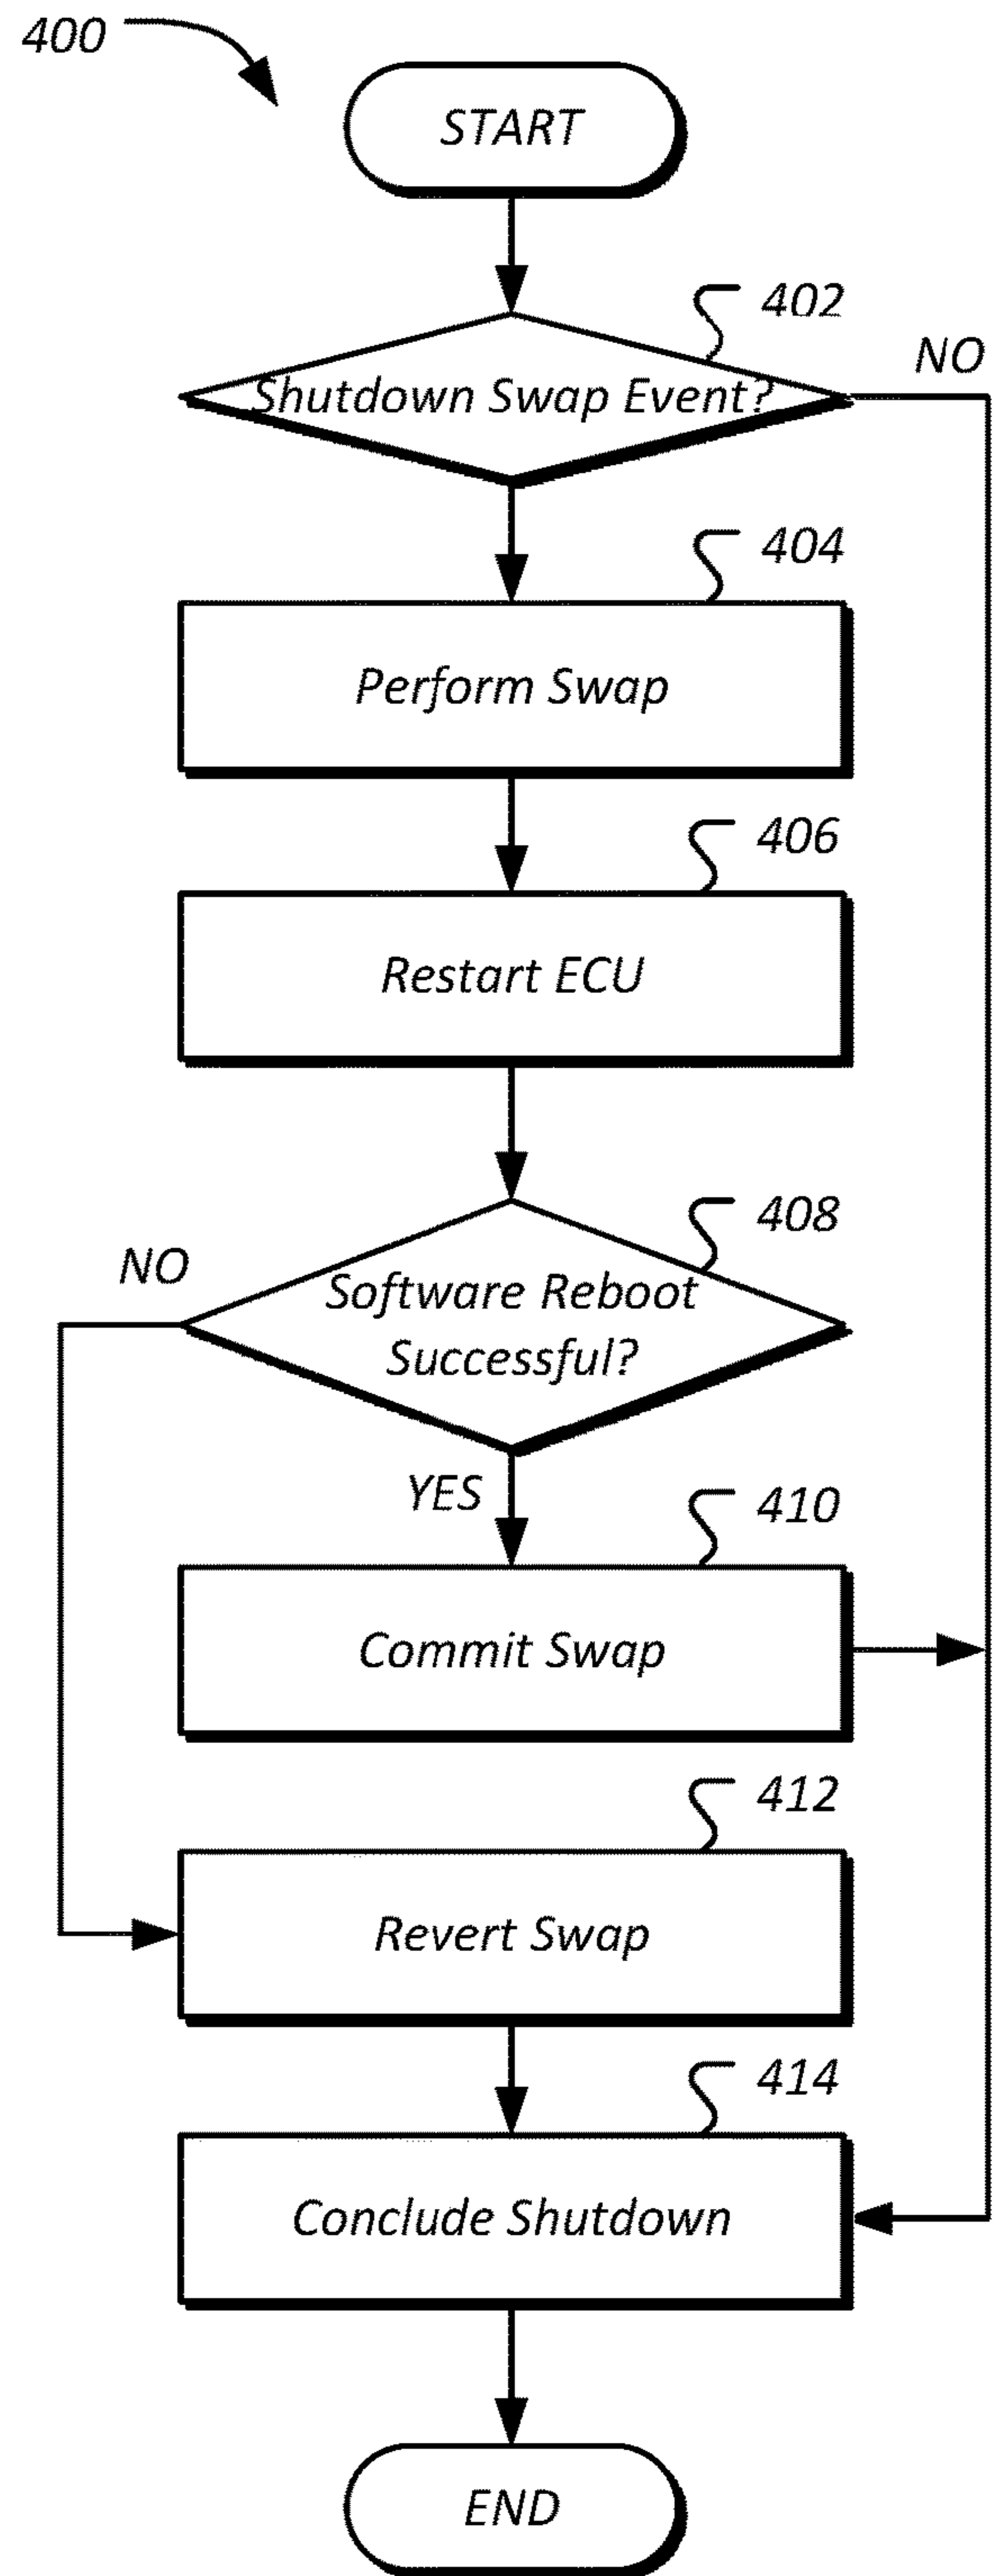 400
START
402
NO
Shutdown Swap Event?
404
Perform Swap
406
Restart ECU
408
NO
Software Reboot
Successful?
YES
410
Commit Swap
412
Revert Swap
414
Conclude Shutdown
END